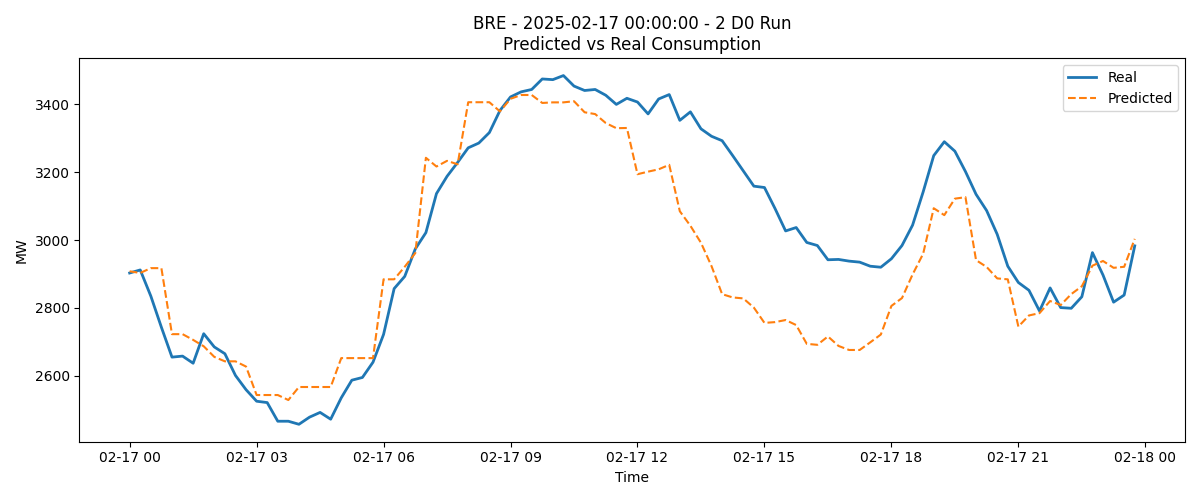 BRE - 2025-02-17 00:00:00 - 2 D0 Run
Predicted vs Real Consumption
Real
Predicted
MW
3400
3200
3000
2800
2600
02-17 00
02-17 03
02-17 06
02-17 09
02-17 12
02-17 15
02-17 18
02-17 21
02-18 00
Time